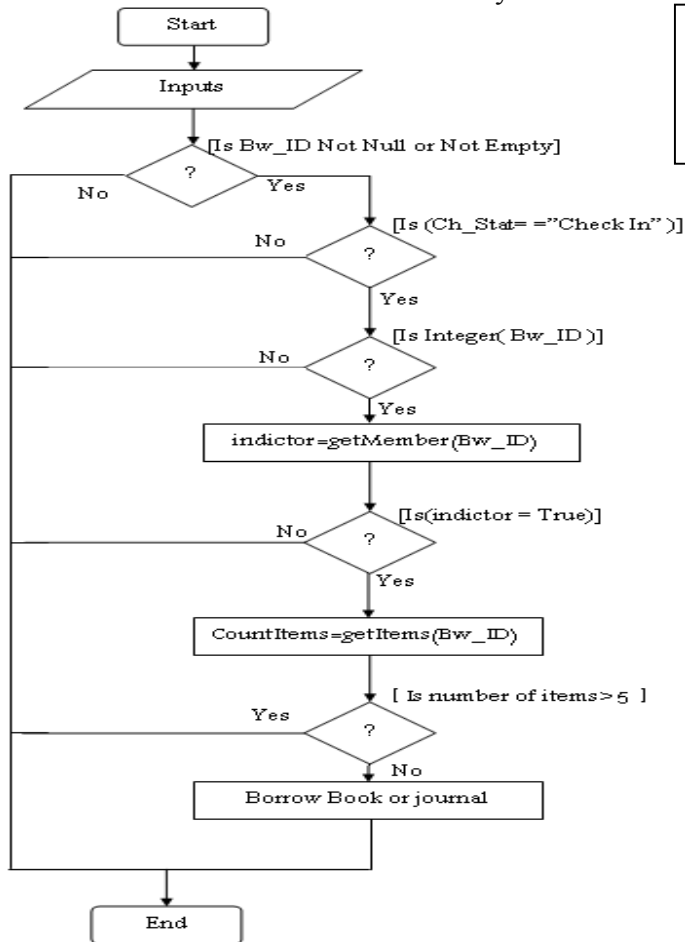 Start
Inputs
[Is Bw_ID Not Null or Not Empty]
?
No
Yes
[Is (Ch_Stat= =”Check In” )]
No
?
Yes
[Is Integer( Bw_ID )]
No
?
Yes
indictor=getMember(Bw_ID)
[Is(indictor = True)]
No
?
Yes
CountItems=getItems(Bw_ID)
[ Is number of items>5 ]
Yes
?
No
Borrow Book or journal
End